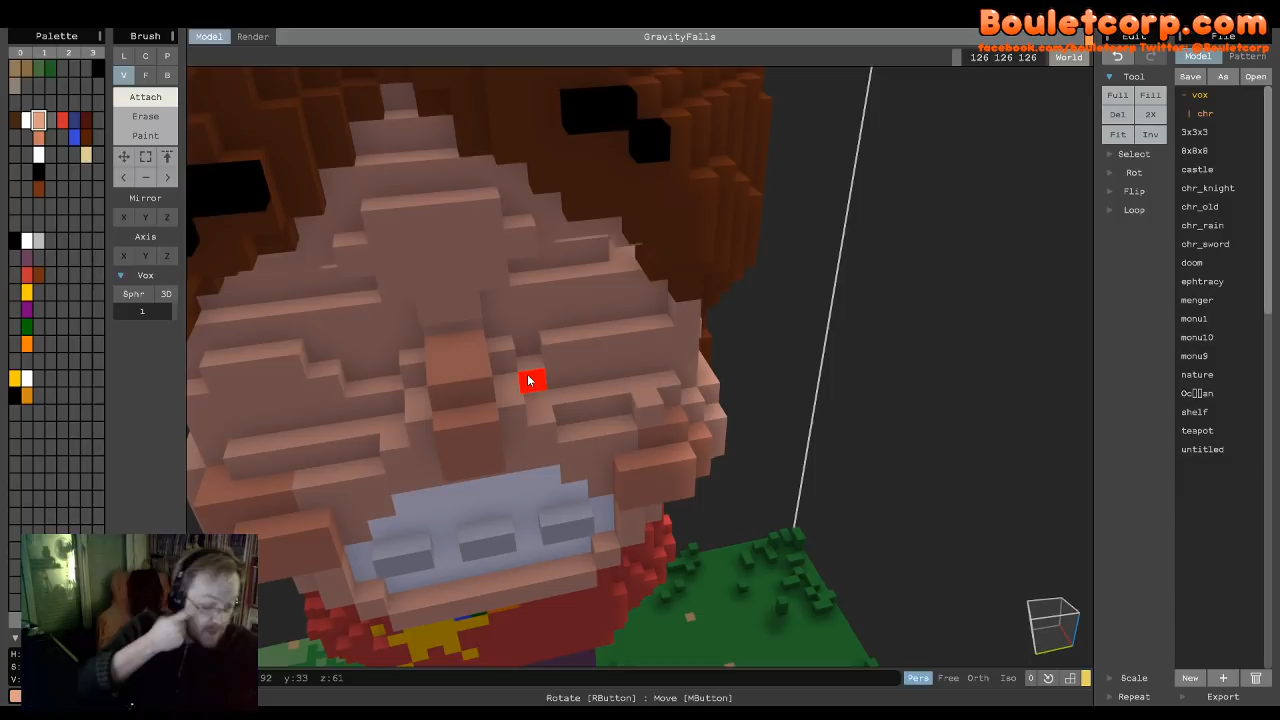 Bouletcorp.com
facebook.com/bouletcorp Twitter @Bouletcorp
Palette
Brush
Model
Render
GravityFalls
Edit
File
0 1 2 3
L C P
126 126 126
World
Model
Pattern
V F B
Tool
Save As Open
Attach
Full Fill
- vox
Erase
Del 2X
| chr
Paint
Fit Inv
3x3x3
Select
8x8x8
castle
Rot
< - >
chr_knight
Flip
Mirror
chr_old
Loop
X Y Z
chr_rain
Axis
chr_sword
X Y Z
doom
Vox
ephtracy
Sphr 3D
menger
1
monu1
monu10
monu9
nature
shelf
teapot
untitled
H:
S:
V:
92 y:33 z:61
Pers Free Orth Iso 0
Scale
New +
Rotate [RButton] : Move [MButton]
Repeat
Export